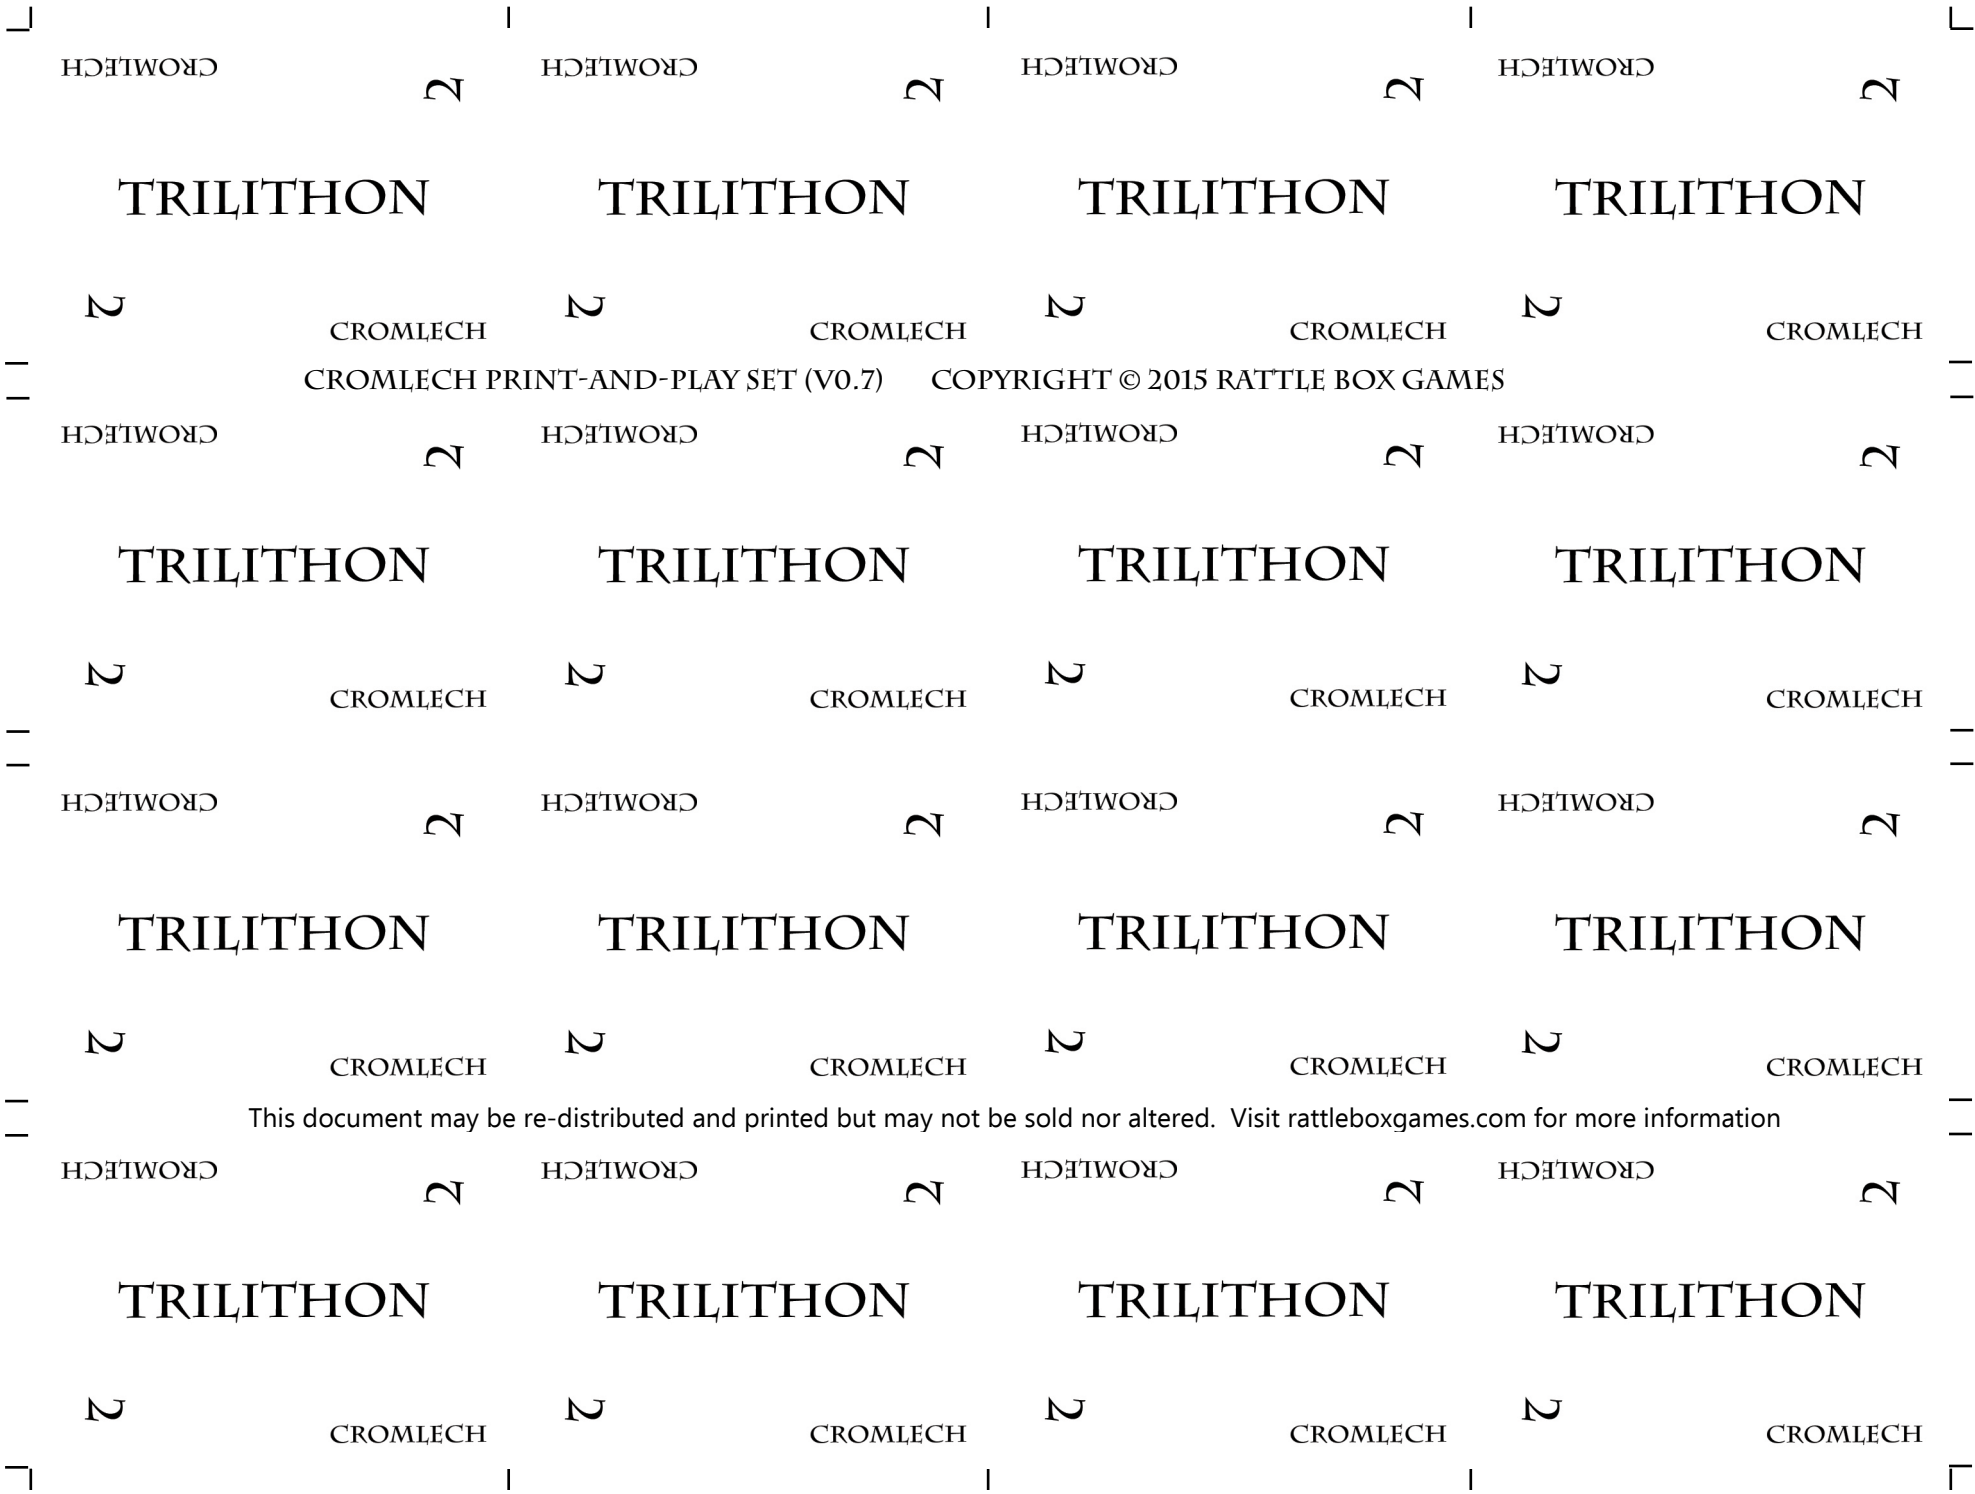 CROMLECH 2 CROMLECH 2 CROMLECH 2 CROMLECH 2
TRILITHON TRILITHON TRILITHON TRILITHON
2 CROMLECH 2 CROMLECH 2 CROMLECH 2 CROMLECH
CROMLECH PRINT-AND-PLAY SET (V0.7) COPYRIGHT © 2015 RATTLE BOX GAMES
CROMLECH 2 CROMLECH 2 CROMLECH 2 CROMLECH 2
TRILITHON TRILITHON TRILITHON TRILITHON
2 CROMLECH 2 CROMLECH 2 CROMLECH 2 CROMLECH
CROMLECH 2 CROMLECH 2 CROMLECH 2 CROMLECH 2
TRILITHON TRILITHON TRILITHON TRILITHON
2 CROMLECH 2 CROMLECH 2 CROMLECH 2 CROMLECH
This document may be re-distributed and printed but may not be sold nor altered. Visit rattleboxgames.com for more information
CROMLECH 2 CROMLECH 2 CROMLECH 2 CROMLECH 2
TRILITHON TRILITHON TRILITHON TRILITHON
2 CROMLECH 2 CROMLECH 2 CROMLECH 2 CROMLECH